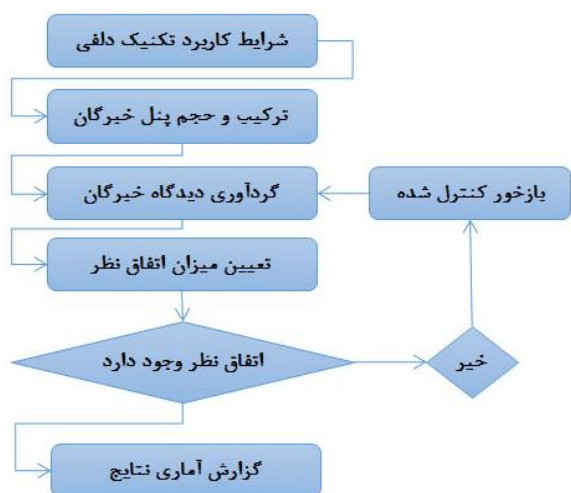 شرایط کاربرد تکنیک دلفی
ترکیب و حجم پنل خبرگان
گردآوری دیدگاه خبرگان
بازخور کنترل شده
تعیین میزان اتفاق نظر
اتفاق نظر وجود دارد
خیر
گزارش آماری نتایج